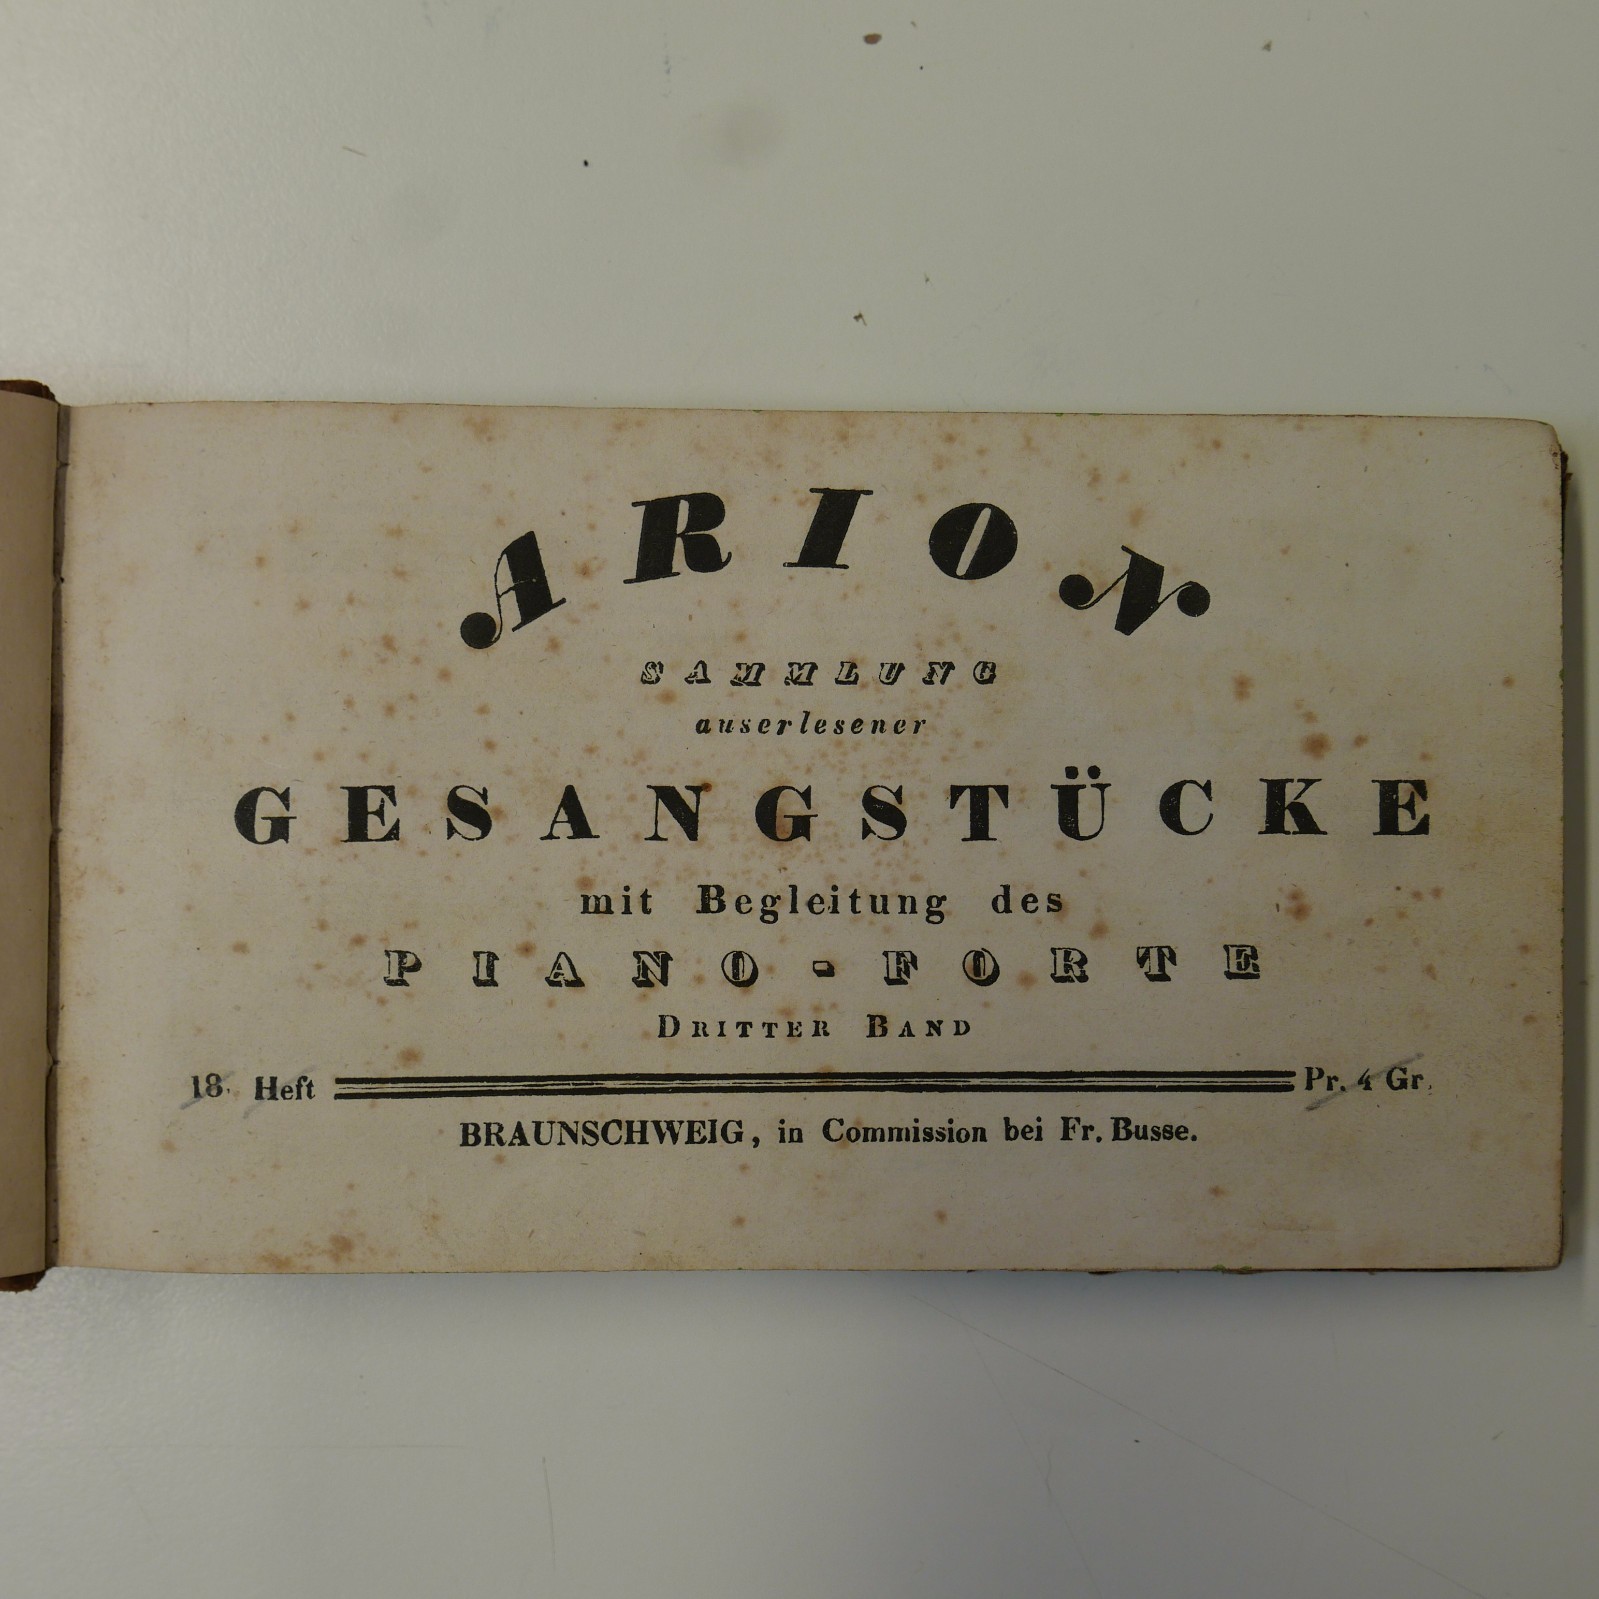 ARION
SAMMLUNG
auserlesener
GESANGSTÜCKE
mit Begleitung des
PIANO-FORTE
DRITTER BAND
18. Heft Pr. 4 Gr.
BRAUNSCHWEIG, in Commission bei Fr. Busse.